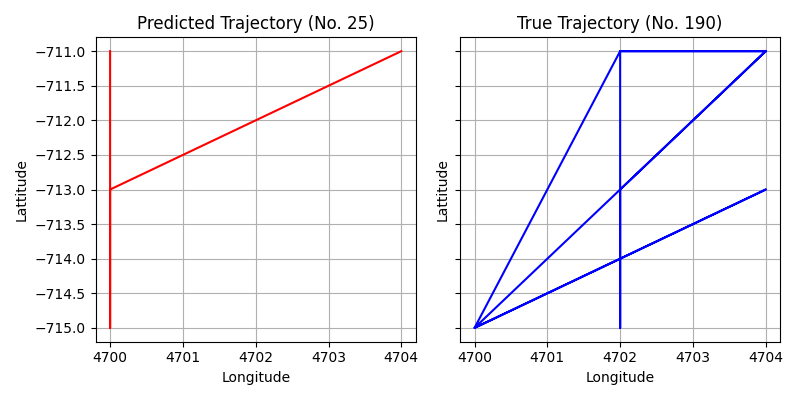 Predicted Trajectory (No. 25)
Lattitude
−711.0
−711.5
−712.0
−712.5
−713.0
−713.5
−714.0
−714.5
−715.0
4700 4701 4702 4703 4704
Longitude
True Trajectory (No. 190)
Lattitude
4700 4701 4702 4703 4704
Longitude